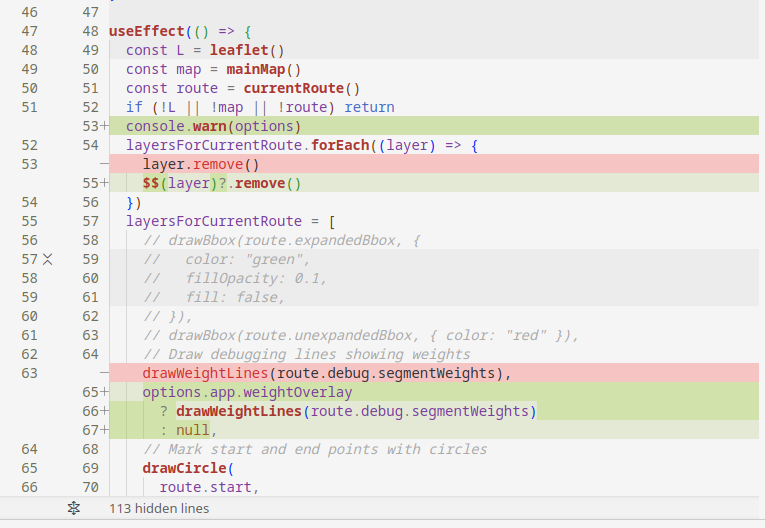 46 47
47 48 useEffect(() => {
48 49 const L = leaflet()
49 50 const map = mainMap()
50 51 const route = currentRoute()
51 52 if (!L || !map || !route) return
53+ console.warn(options)
52 54 layersForCurrentRoute.forEach((layer) => {
53 — layer.remove()
55+ $$(layer)?.remove()
54 56 })
55 57 layersForCurrentRoute = [
56 58 // drawBbox(route.expandedBbox, {
57 59 //   color: "green",
58 60 //   fillOpacity: 0.1,
59 61 //   fill: false,
60 62 // }),
61 63 // drawBbox(route.unexpandedBbox, { color: "red" }),
62 64 // Draw debugging lines showing weights
63 — drawWeightLines(route.debug.segmentWeights),
65+ options.app.weightOverlay
66+ ? drawWeightLines(route.debug.segmentWeights)
67+ : null,
64 68 // Mark start and end points with circles
65 69 drawCircle(
66 70 route.start,
113 hidden lines